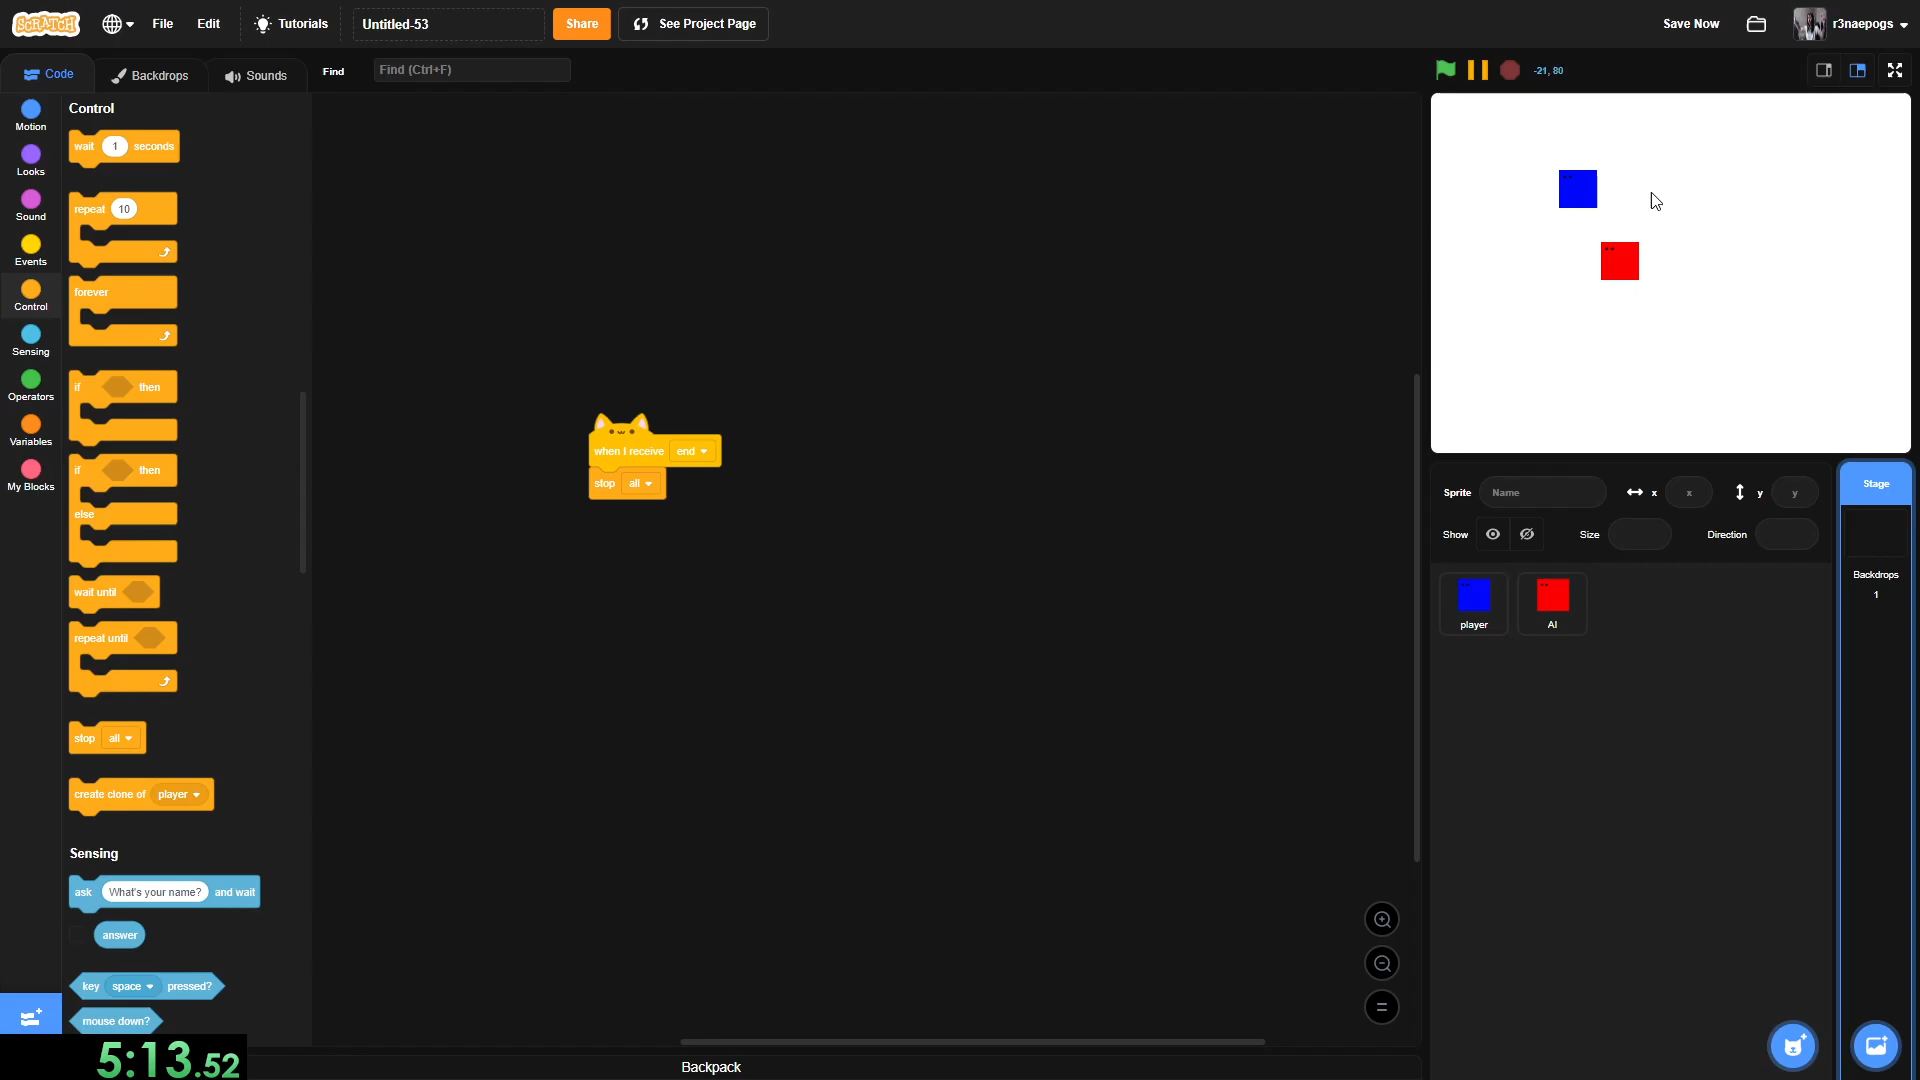 SCRATCH
File
Edit
Tutorials
Untitled-53
Share
See Project Page
Save Now
r3naepogs
Code
Backdrops
Sounds
Find
Find (Ctrl+F)
-21, 80
Motion
Looks
Sound
Events
Control
Sensing
Operators
Variables
My Blocks
Control
wait 1 seconds
repeat 10
forever
if then
if then
else
wait until
repeat until
stop all
create clone of player
Sensing
ask What's your name? and wait
answer
key space pressed?
mouse down?
when I receive end
stop all
Sprite Name x x y y
Show Size Direction
player
AI
Stage
Backdrops
1
5:13.52
Backpack